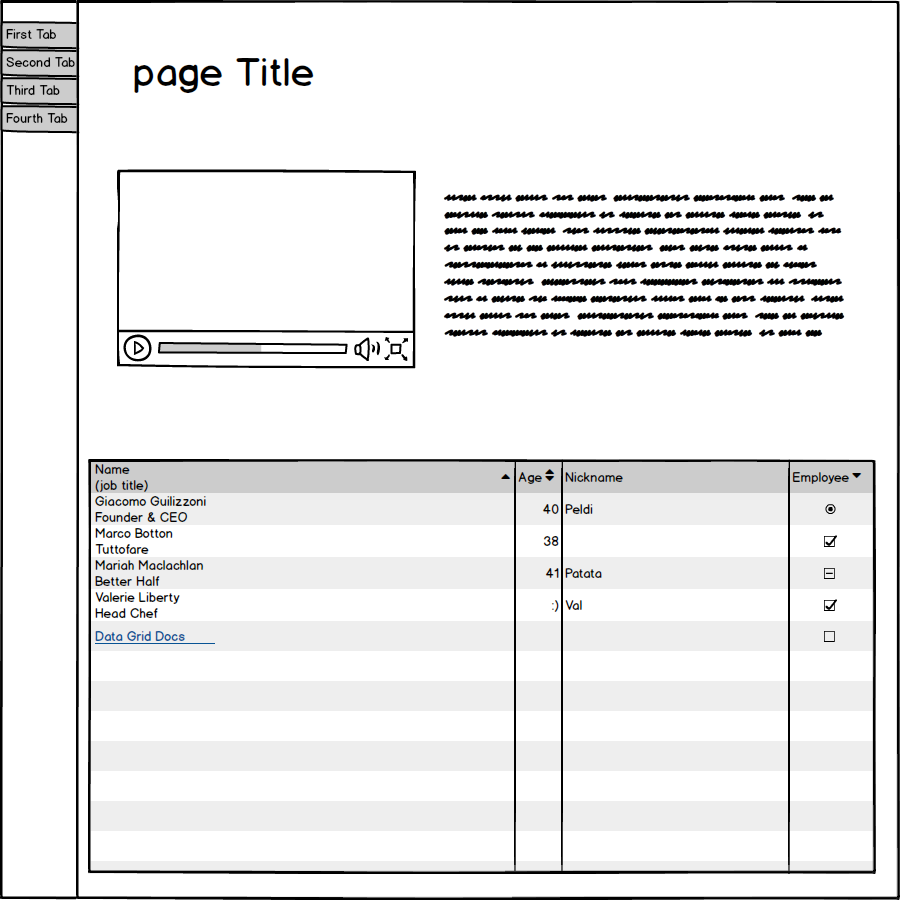 First Tab
Second Tab
Third Tab
Fourth Tab
page Title
Name
(job title)
Age
Nickname
Employee
Giacomo Guilizzoni
Founder & CEO
40
Peldi
Marco Botton
Tuttofare
38
Mariah Maclachlan
Better Half
41
Patata
Valerie Liberty
Head Chef
:)
Val
Data Grid Docs